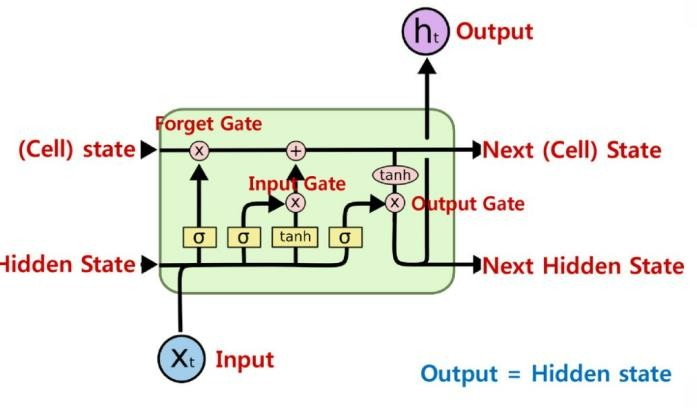 ht Output
Forget Gate
(Cell) state x + Next (Cell) State
tanh
Input Gate
x x Output Gate
σ σ tanh σ
Hidden State Next Hidden State
Xt Input
Output = Hidden state